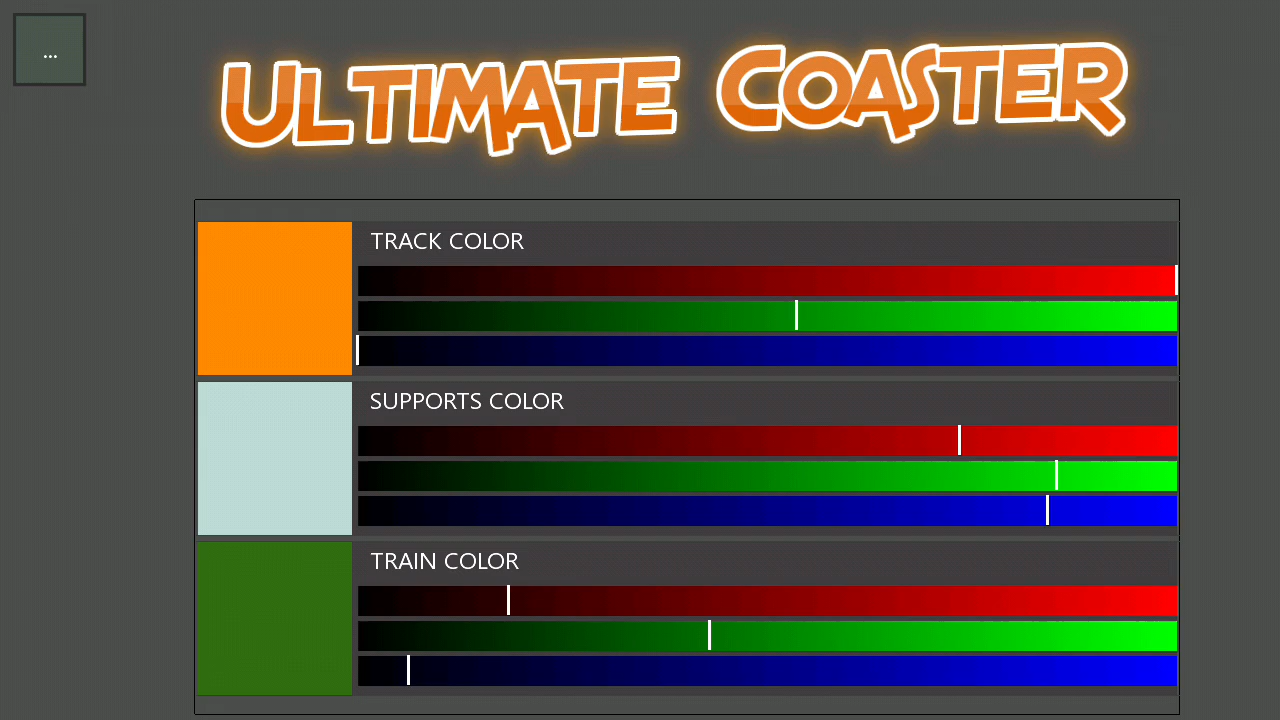 ...
ULTIMATE COASTER
TRACK COLOR
SUPPORTS COLOR
TRAIN COLOR